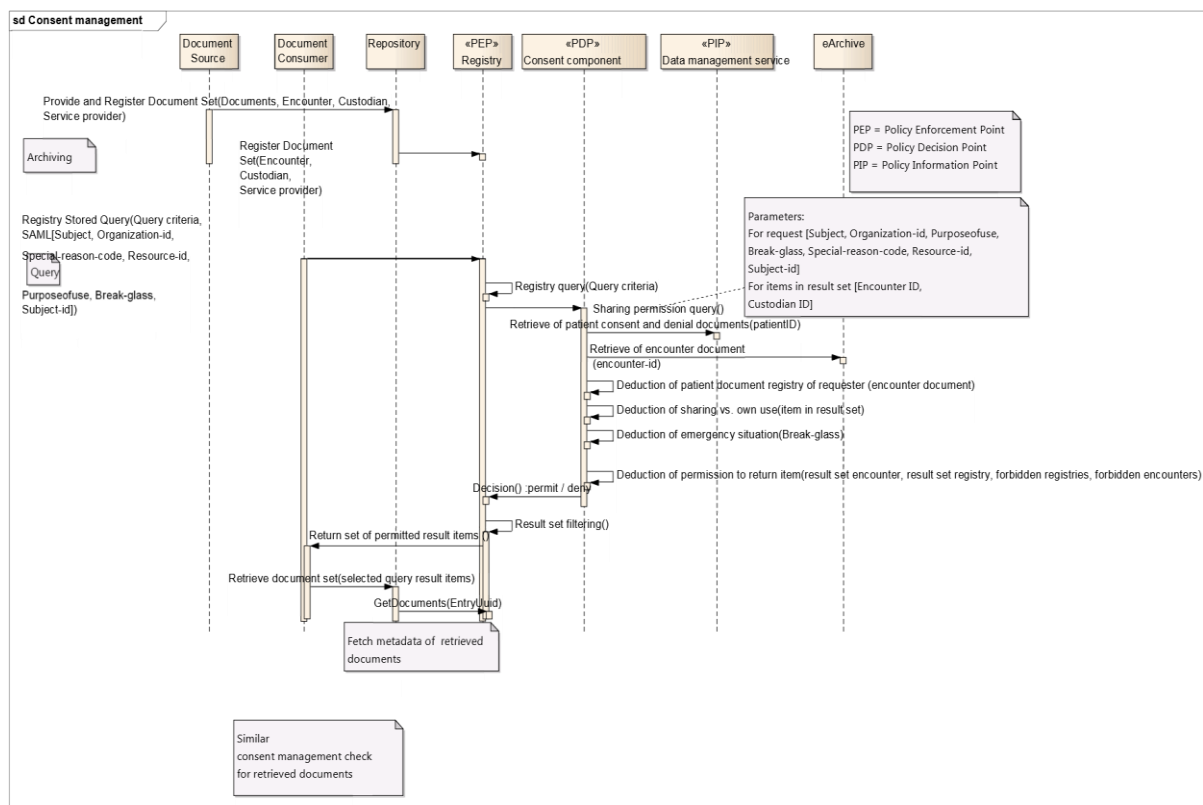 sd Consent management
Document
Source
Document
Consumer
Repository
«PEP»
Registry
«PDP»
Consent component
«PIP»
Data management service
eArchive
Provide and Register Document Set(Documents, Encounter, Custodian,
Service provider)
PEP = Policy Enforcement Point
PDP = Policy Decision Point
PIP = Policy Information Point
Archiving
Register Document
Set(Encounter,
Custodian,
Service provider)
Registry Stored Query(Query criteria,
SAML[Subject, Organization-id,
Special-reason-code, Resource-id,
Query
Purposeofuse, Break-glass,
Subject-id])
Parameters:
For request [Subject, Organization-id, Purposeofuse,
Break-glass, Special-reason-code, Resource-id,
Subject-id]
For items in result set [Encounter ID,
Custodian ID]
Registry query(Query criteria)
Sharing permission query()
Retrieve of patient consent and denial documents(patientID)
Retrieve of encounter document
(encounter-id)
Deduction of patient document registry of requester (encounter document)
Deduction of sharing vs. own use(item in result set)
Deduction of emergency situation(Break-glass)
Deduction of permission to return item(result set encounter, result set registry, forbidden registries, forbidden encounters)
Decision() :permit / deny
Result set filtering()
Return set of permitted result items ()
Retrieve document set(selected query result items)
GetDocuments(EntryUuid)
Fetch metadata of retrieved
documents
Similar
consent management check
for retrieved documents